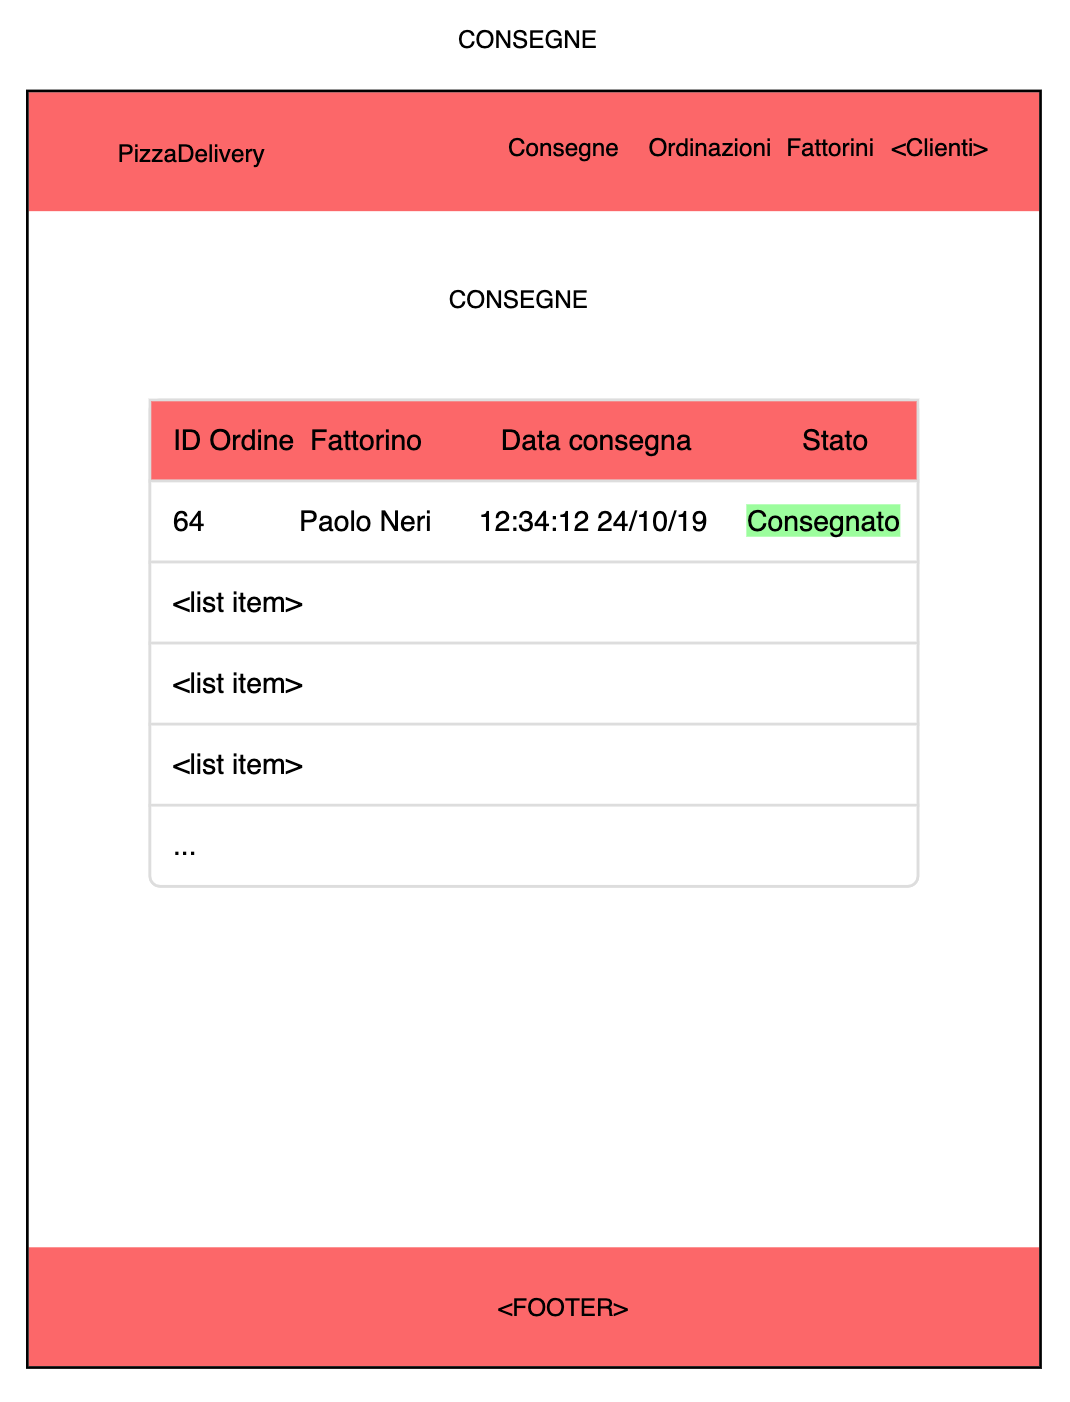 CONSEGNE
PizzaDelivery Consegne Ordinazioni Fattorini <Clienti>
CONSEGNE
ID Ordine Fattorino Data consegna Stato
64 Paolo Neri 12:34:12 24/10/19 Consegnato
<list item>
<list item>
<list item>
...
<FOOTER>